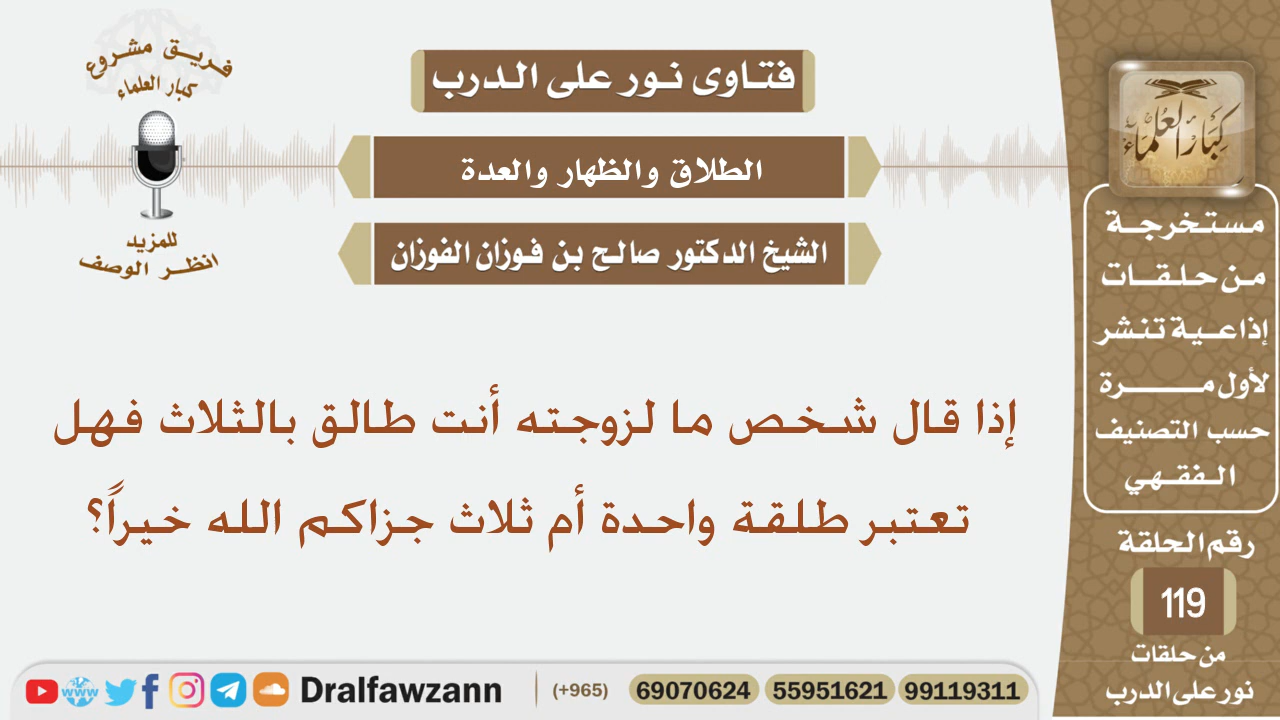 فريق مشروع
كبار العلماء
للمزيد
انظر الوصف
فتاوى نور على الدرب
الطلاق والظهار والعدة
الشيخ الدكتور صالح بن فوزان الفوزان
إذا قال شخص ما لزوجته أنت طالق بالثلاث فهل
تعتبر طلقة واحدة أم ثلاث جزاكم الله خيراً؟
كبار العلماء
مستخرجة
من حلقات
إذاعية تنشر
لأول مرة
حسب التصنيف
الفقهي
رقم الحلقة
119
من حلقات
نور على الدرب
www
Dralfawzann
(+965)
69070624
55951621
99119311